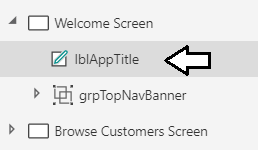 Welcome Screen
lblAppTitle
grpTopNavBanner
Browse Customers Screen